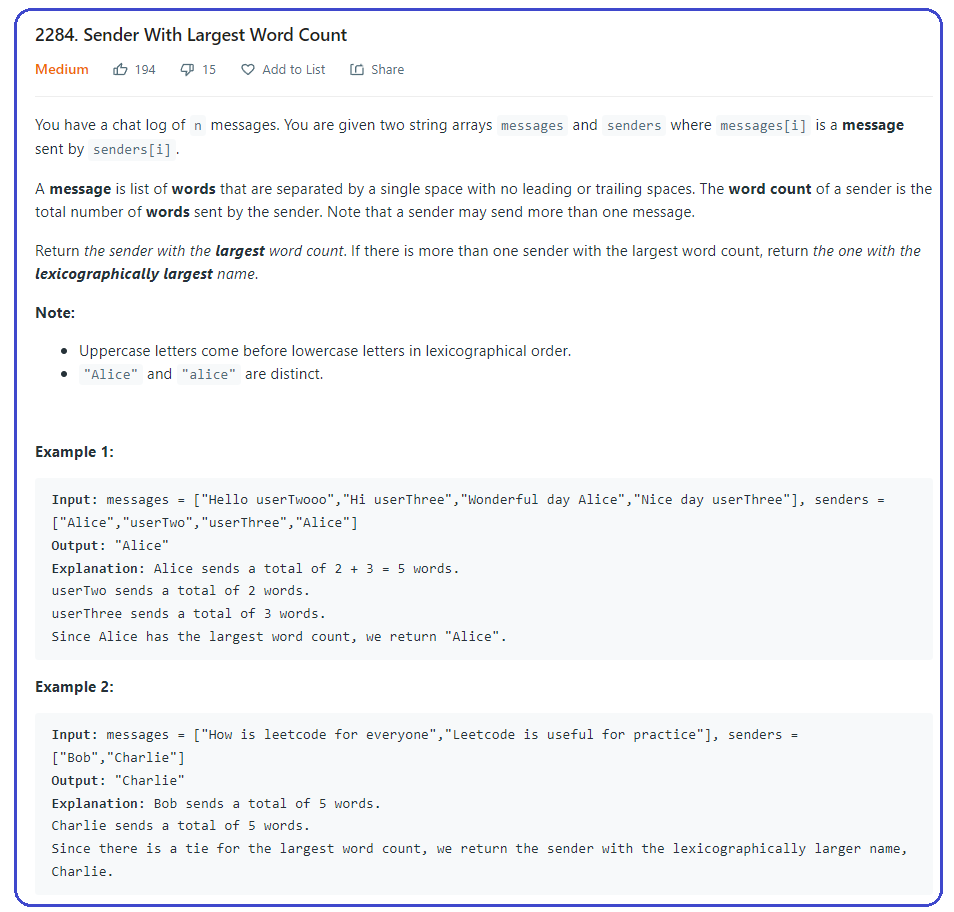 2284. Sender With Largest Word Count
Medium 194 15 Add to List Share
You have a chat log of n messages. You are given two string arrays messages and senders where messages[i] is a message
sent by senders[i] .
A message is list of words that are separated by a single space with no leading or trailing spaces. The word count of a sender is the
total number of words sent by the sender. Note that a sender may send more than one message.
Return the sender with the largest word count. If there is more than one sender with the largest word count, return the one with the
lexicographically largest name.
Note:
• Uppercase letters come before lowercase letters in lexicographical order.
• "Alice" and "alice" are distinct.
Example 1:
Input: messages = ["Hello userTwooo","Hi userThree","Wonderful day Alice","Nice day userThree"], senders =
["Alice","userTwo","userThree","Alice"]
Output: "Alice"
Explanation: Alice sends a total of 2 + 3 = 5 words.
userTwo sends a total of 2 words.
userThree sends a total of 3 words.
Since Alice has the largest word count, we return "Alice".
Example 2:
Input: messages = ["How is leetcode for everyone","Leetcode is useful for practice"], senders =
["Bob","Charlie"]
Output: "Charlie"
Explanation: Bob sends a total of 5 words.
Charlie sends a total of 5 words.
Since there is a tie for the largest word count, we return the sender with the lexicographically larger name,
Charlie.